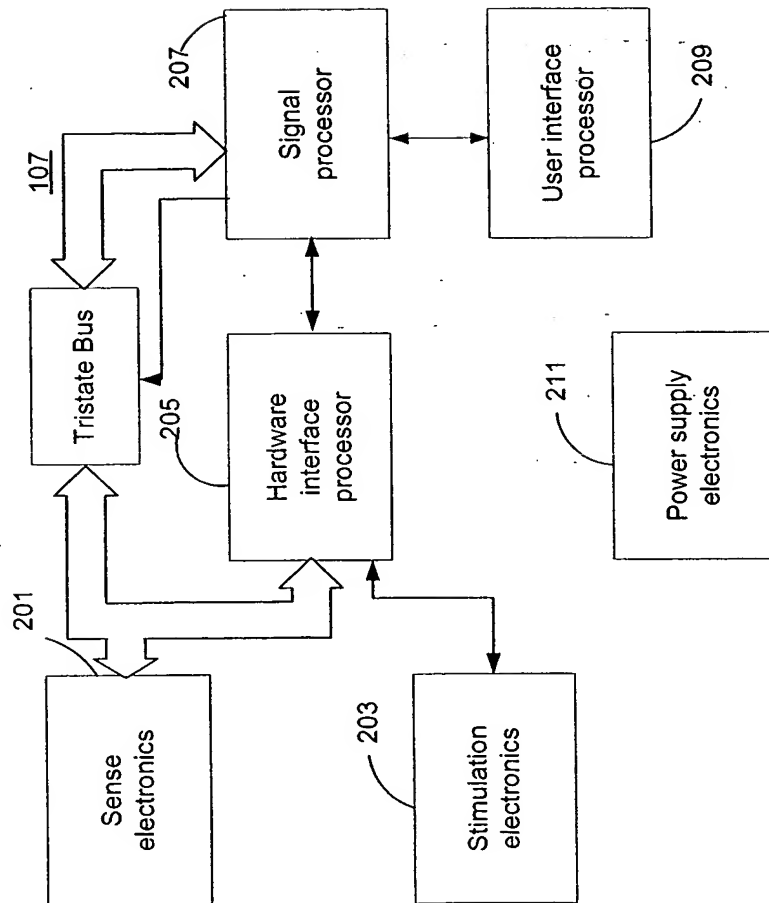 107
201
Sense
electronics
Tristate Bus
207
Signal
processor
205
Hardware
interface
processor
203
Stimulation
electronics
209
User interface
processor
211
Power supply
electronics